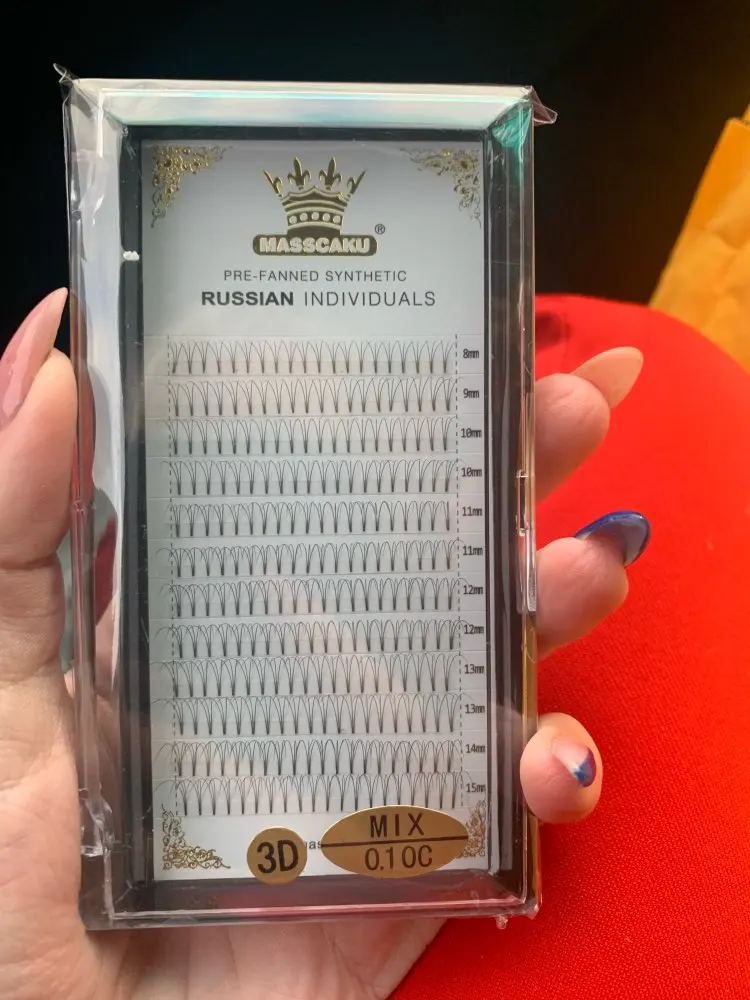 MASSCAKU®
PRE-FANNED SYNTHETIC
RUSSIAN INDIVIDUALS
8mm
9mm
10mm
10mm
11mm
11mm
12mm
12mm
13mm
13mm
14mm
15mm
3D
MIX
0.10C